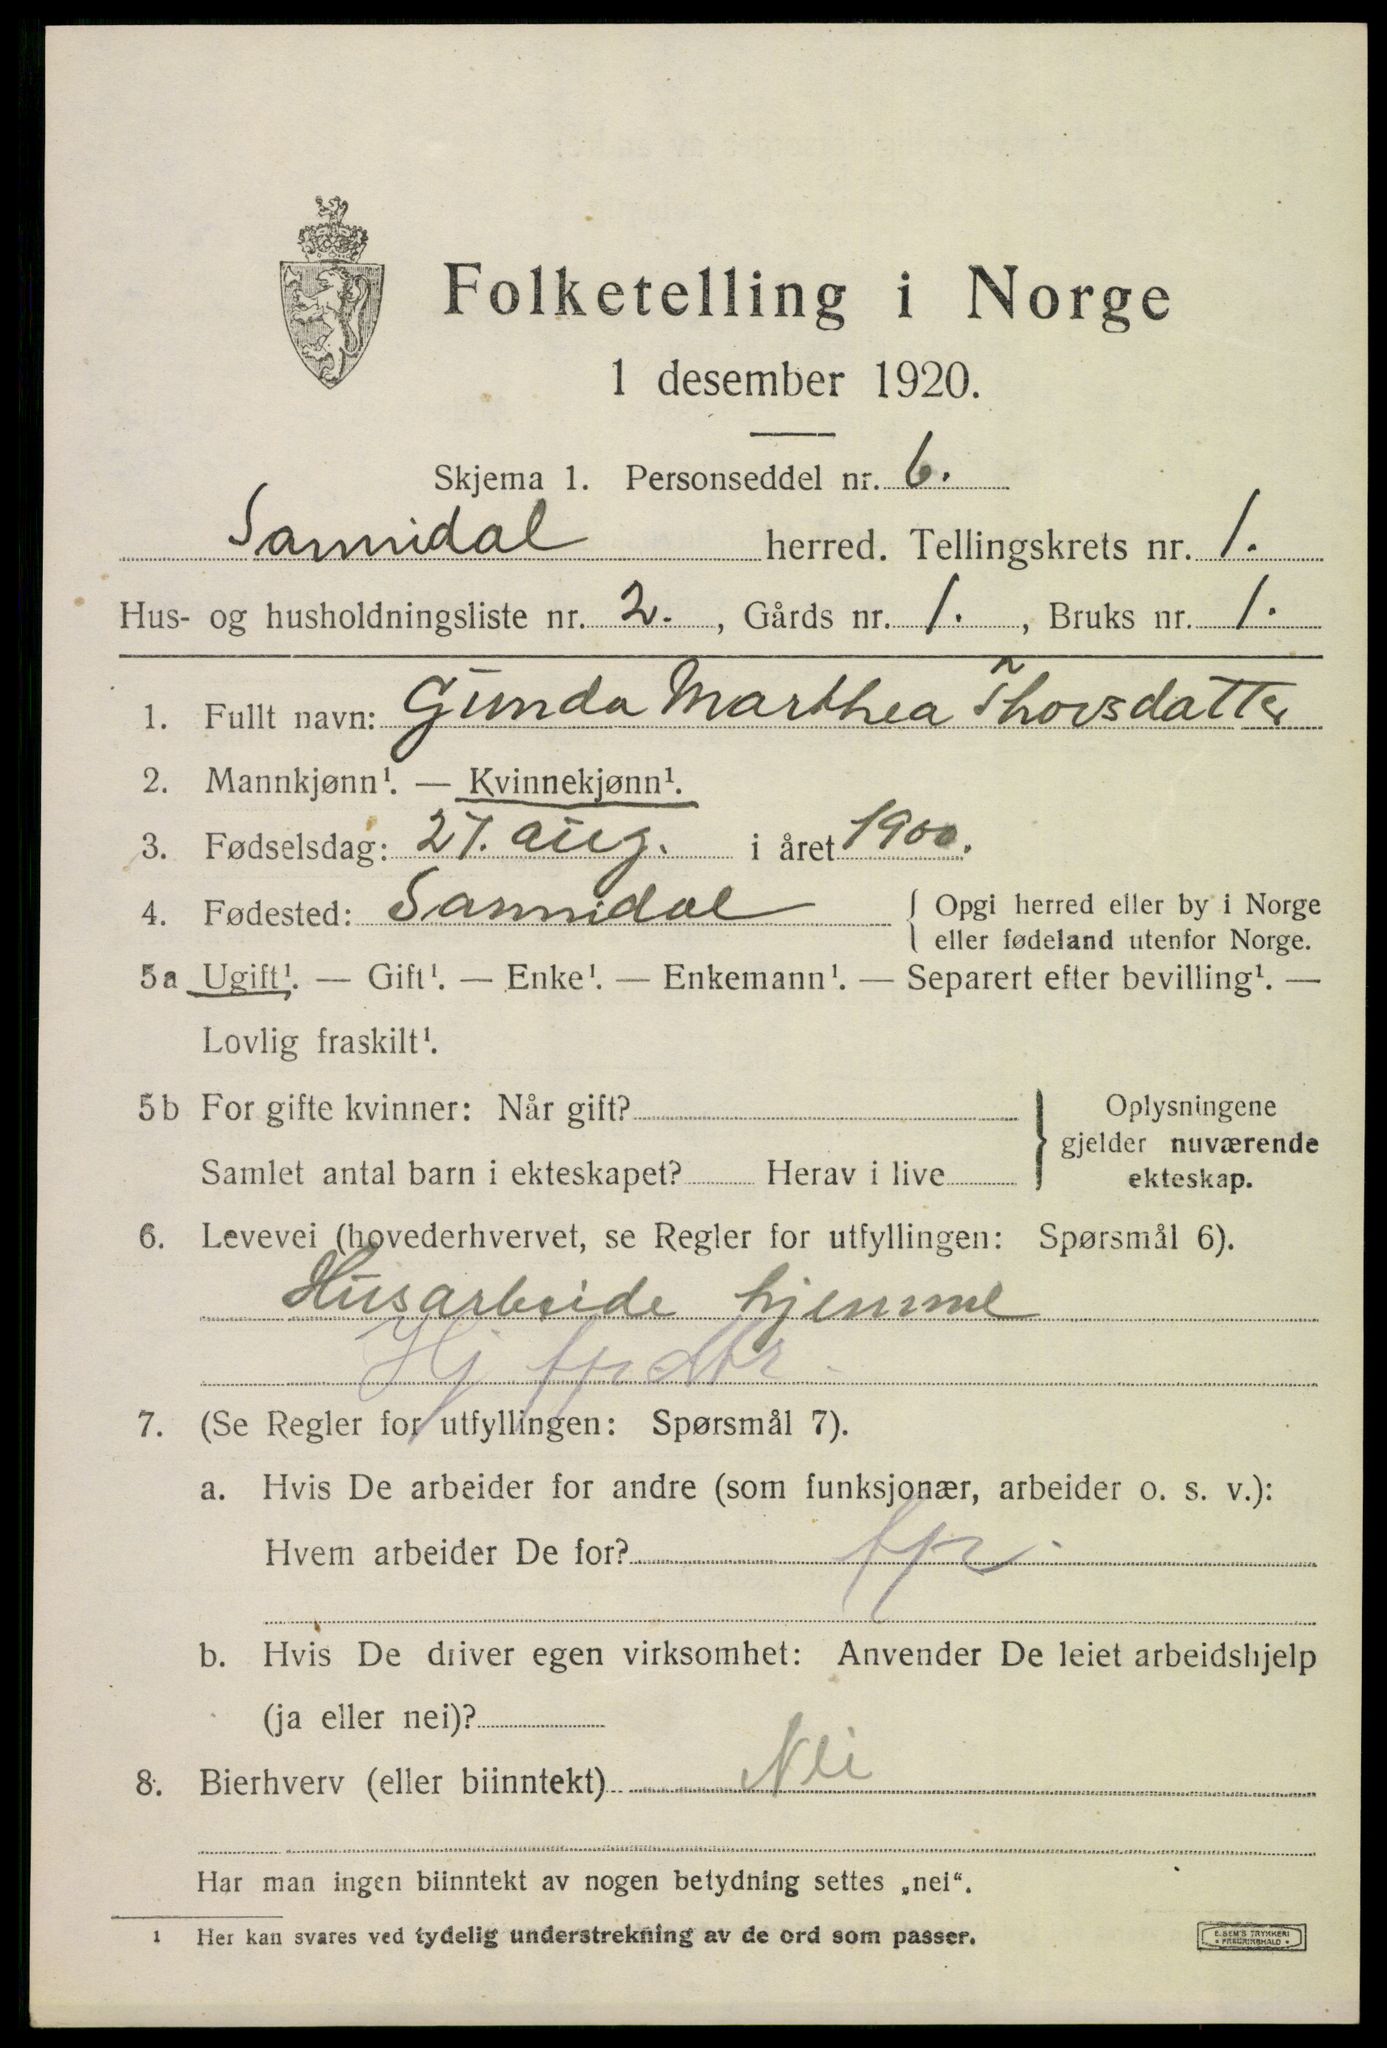 Folketelling i Norge
1 desember 1920.
Skjema 1. Personseddel nr. 6.
Sannidal herred. Tellingskrets nr. 1.
Hus- og husholdningsliste nr. 2. , Gårds nr. 1. , Bruks nr. 1.
1. Fullt navn: Gunda Marthea Thorsdatter
2. Mannkjønn¹. — Kvinnekjønn¹.
3. Fødselsdag: 27. aug. i året 1900.
4. Fødested: Sannidal { Opgi herred eller by i Norge
eller fødeland utenfor Norge.
5a Ugift¹. — Gift¹. — Enke¹. — Enkemann¹. — Separert efter bevilling¹. —
Lovlig fraskilt¹.
5b For gifte kvinner: Når gift? } Oplysningene
gjelder nuværende
Samlet antal barn i ekteskapet? Herav i live ekteskap.
6. Levevei (hovederhvervet, se Regler for utfyllingen: Spørsmål 6).
Husarbeide hjemme
Hj
7. (Se Regler for utfyllingen: Spørsmål 7).
a. Hvis De arbeider for andre (som funksjonær, arbeider o. s. v.):
Hvem arbeider De for?
b. Hvis De driver egen virksomhet: Anvender De leiet arbeidshjelp
(ja eller nei)?
8. Bierhverv (eller biinntekt) Nei
Har man ingen biinntekt av nogen betydning settes „nei“.
1 Her kan svares ved tydelig understrekning av de ord som passer.
E. SEM'S TRYKKERI
• FREDRIKSHALD •